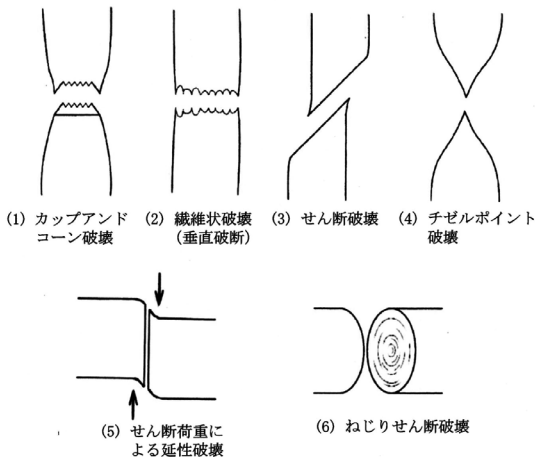 (1) カップアンド
コーン破壊
(2) 繊維状破壊
(垂直破断)
(3) せん断破壊
(4) チゼルポイント
破壊
(5) せん断荷重に
よる延性破壊
(6) ねじりせん断破壊